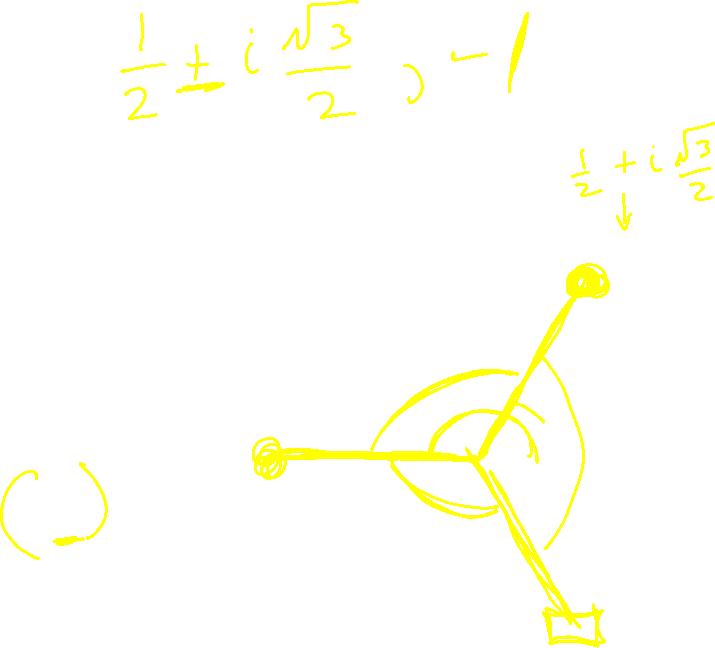 1/2 ± i √3/2 , -1
1/2 + i √3/2
↓
( _ )